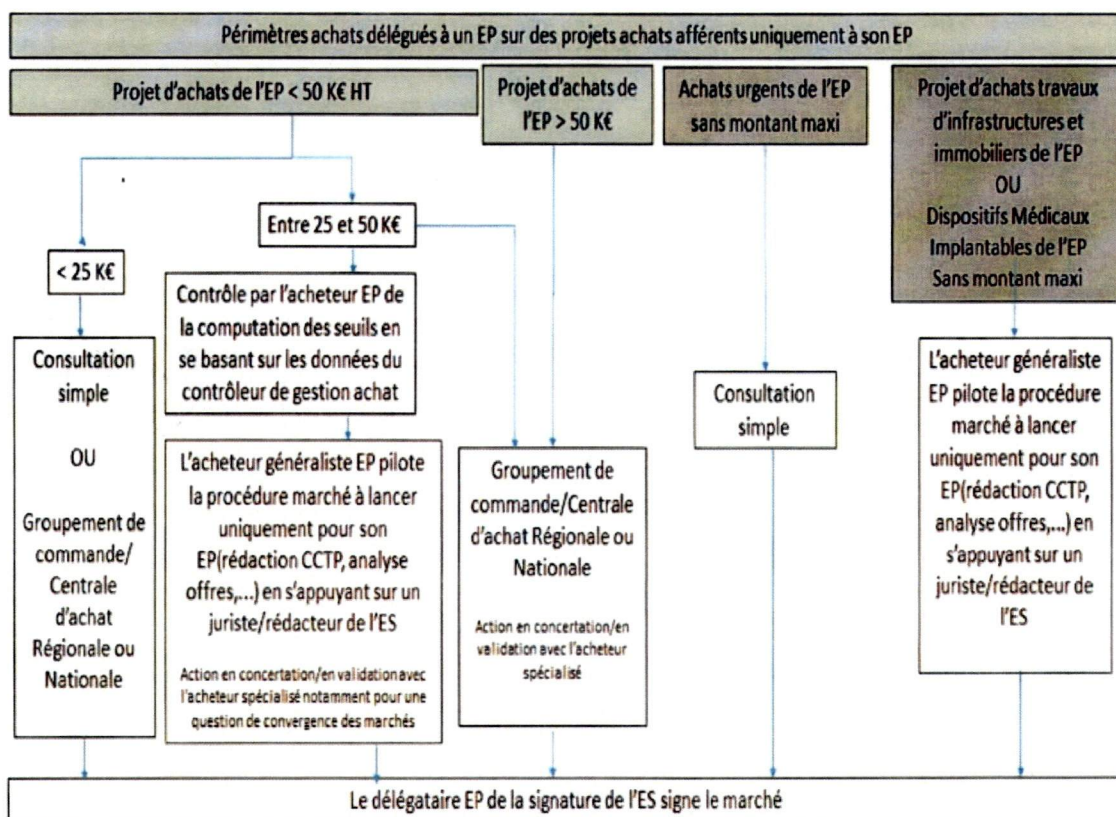 Périmètres achats délégués à un EP sur des projets achats afférents uniquement à son EP
Projet d'achats de l'EP < 50 K€ HT
Projet d'achats de
l'EP > 50 K€
Achats urgents de l'EP
sans montant maxi
Projet d'achats travaux
d'infrastructures et
immobiliers de l'EP
OU
Dispositifs Médicaux
Implantables de l'EP
Sans montant maxi
< 25 K€
Entre 25 et 50 K€
Consultation
simple
OU
Groupement de
commande/
Centrale
d'achat
Régionale ou
Nationale
Contrôle par l'acheteur EP de
la computation des seuils en
se basant sur les données du
contrôleur de gestion achat
L'acheteur généraliste EP pilote
la procédure marché à lancer
uniquement pour son
EP(rédaction CCTP, analyse
offres,...) en s'appuyant sur un
juriste/rédacteur de l'ES
Action en concertation/en validation avec
l'acheteur spécialisé notamment pour une
question de convergence des marchés
Groupement de
commande/Centrale
d'achat Régionale ou
Nationale
Action en concertation/en
validation avec l'acheteur
spécialisé
Consultation
simple
L'acheteur généraliste
EP pilote la procédure
marché à lancer
uniquement pour son
EP(rédaction CCTP,
analyse offres,...) en
s'appuyant sur un
juriste/rédacteur de
l'ES
Le délégataire EP de la signature de l'ES signe le marché